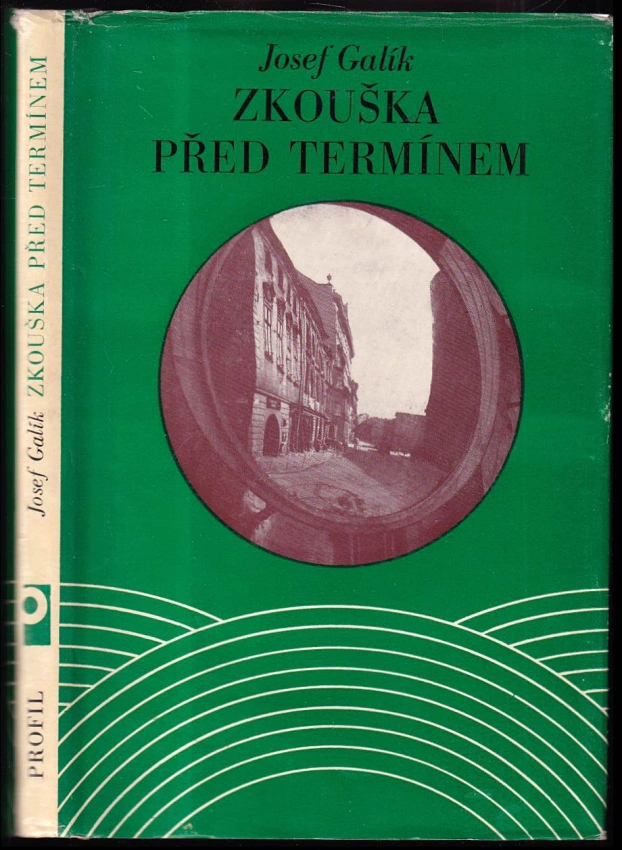 Josef Galík
ZKOUŠKA
PŘED TERMÍNEM
Josef Galík ZKOUŠKA PŘED TERMÍNEM
PROFIL